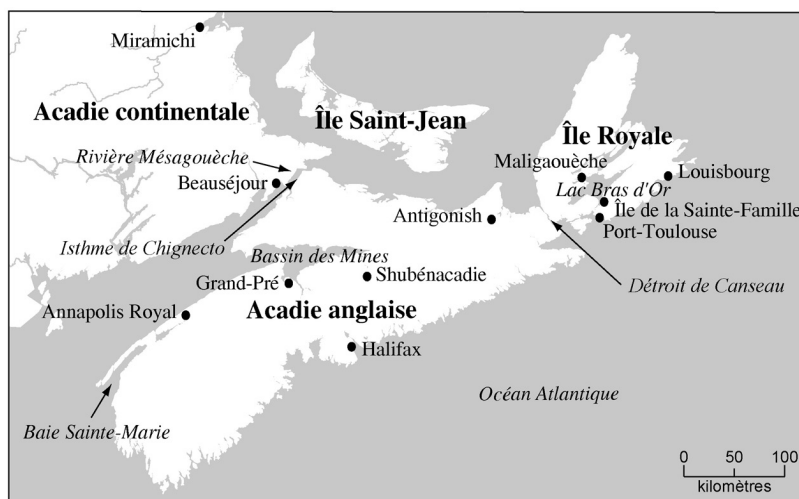 Miramichi
Acadie continentale
Île Saint-Jean
Île Royale
Rivière Mésagouèche
Maligaouèche
Louisbourg
Beauséjour
Lac Bras d'Or
Antigonish
Île de la Sainte-Famille
Port-Toulouse
Isthme de Chignecto
Bassin des Mines
Shubénacadie
Grand-Pré
Détroit de Canseau
Annapolis Royal
Acadie anglaise
Halifax
Océan Atlantique
Baie Sainte-Marie
0 50 100
kilomètres